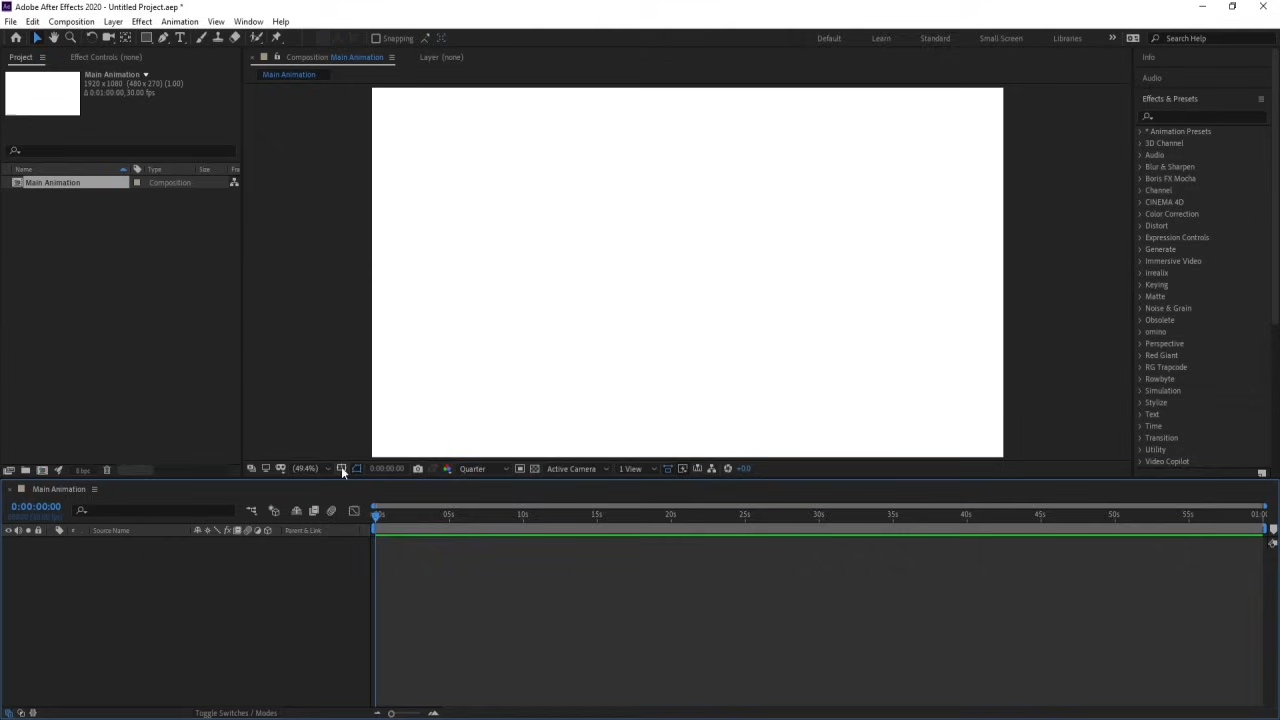 Adobe After Effects 2020 - Untitled Project.aep *
File Edit Composition Layer Effect Animation View Window Help
Snapping Default Learn Standard Small Screen Libraries Search Help
Project Effect Controls (none) Composition Main Animation Layer (none) Info
Main Animation
1920 x 1080 (480 x 270) (1.00)
Δ 0:01:00:00, 30.00 fps
Main Animation
Audio
Effects & Presets
* Animation Presets
3D Channel
Audio
Blur & Sharpen
Boris FX Mocha
Channel
CINEMA 4D
Color Correction
Distort
Expression Controls
Generate
Immersive Video
irrealix
Keying
Matte
Noise & Grain
Obsolete
omino
Perspective
Red Giant
RG Trapcode
Rowbyte
Simulation
Stylize
Text
Time
Transition
Utility
Video Copilot
Name Type Size
Main Animation Composition
8 bpc (49.4%) 0:00:00:00 Quarter Active Camera 1 View +0.0
Main Animation
0:00:00:00
05s 10s 15s 20s 25s 30s 35s 40s 45s 50s 55s
# Source Name Parent & Link
Toggle Switches / Modes